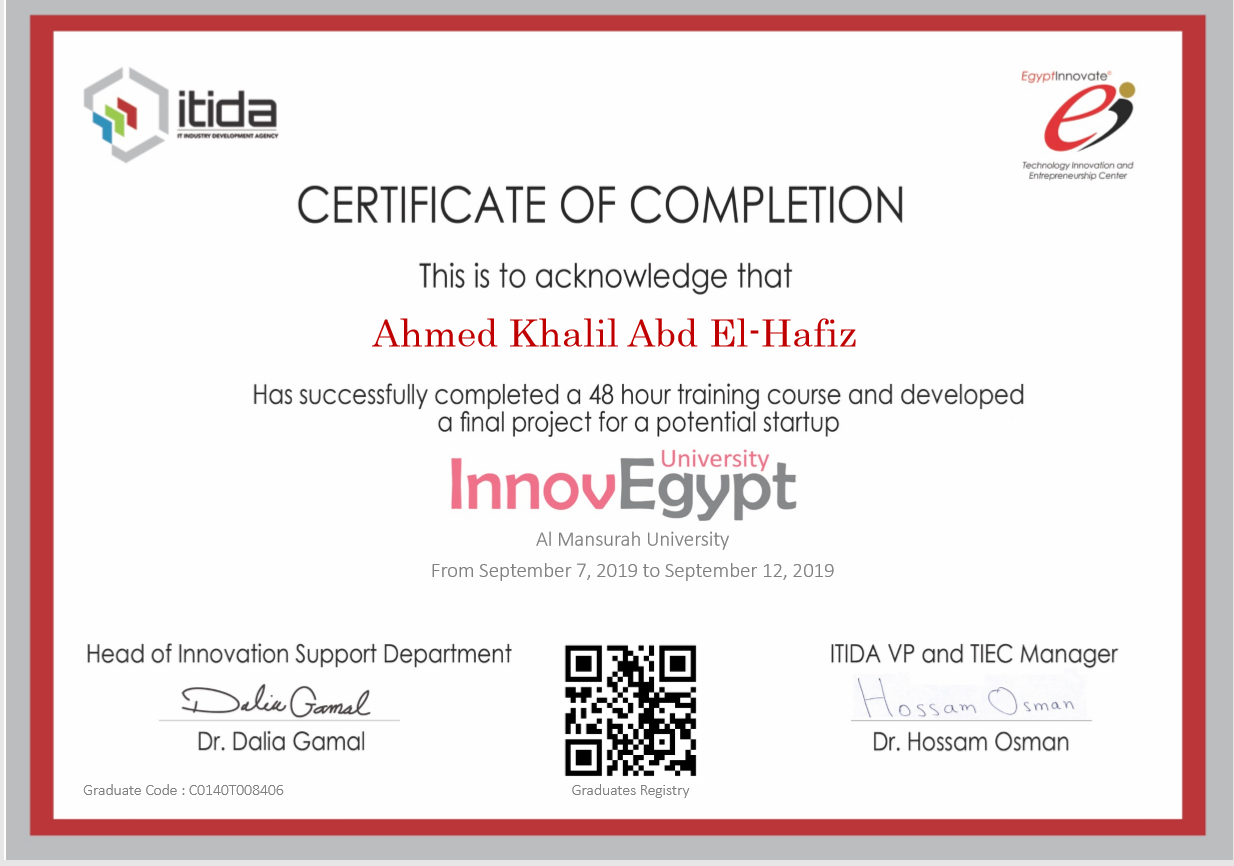 itida
IT INDUSTRY DEVELOPMENT AGENCY
EgyptInnovate®
ei
Technology Innovation and
Entrepreneurship Center
CERTIFICATE OF COMPLETION
This is to acknowledge that
Ahmed Khalil Abd El-Hafiz
Has successfully completed a 48 hour training course and developed
a final project for a potential startup
University
InnovEgypt
Al Mansurah University
From September 7, 2019 to September 12, 2019
Head of Innovation Support Department
Dalia Gamal
Dr. Dalia Gamal
Graduate Code : C0140T008406
Graduates Registry
ITIDA VP and TIEC Manager
Hossam Osman
Dr. Hossam Osman